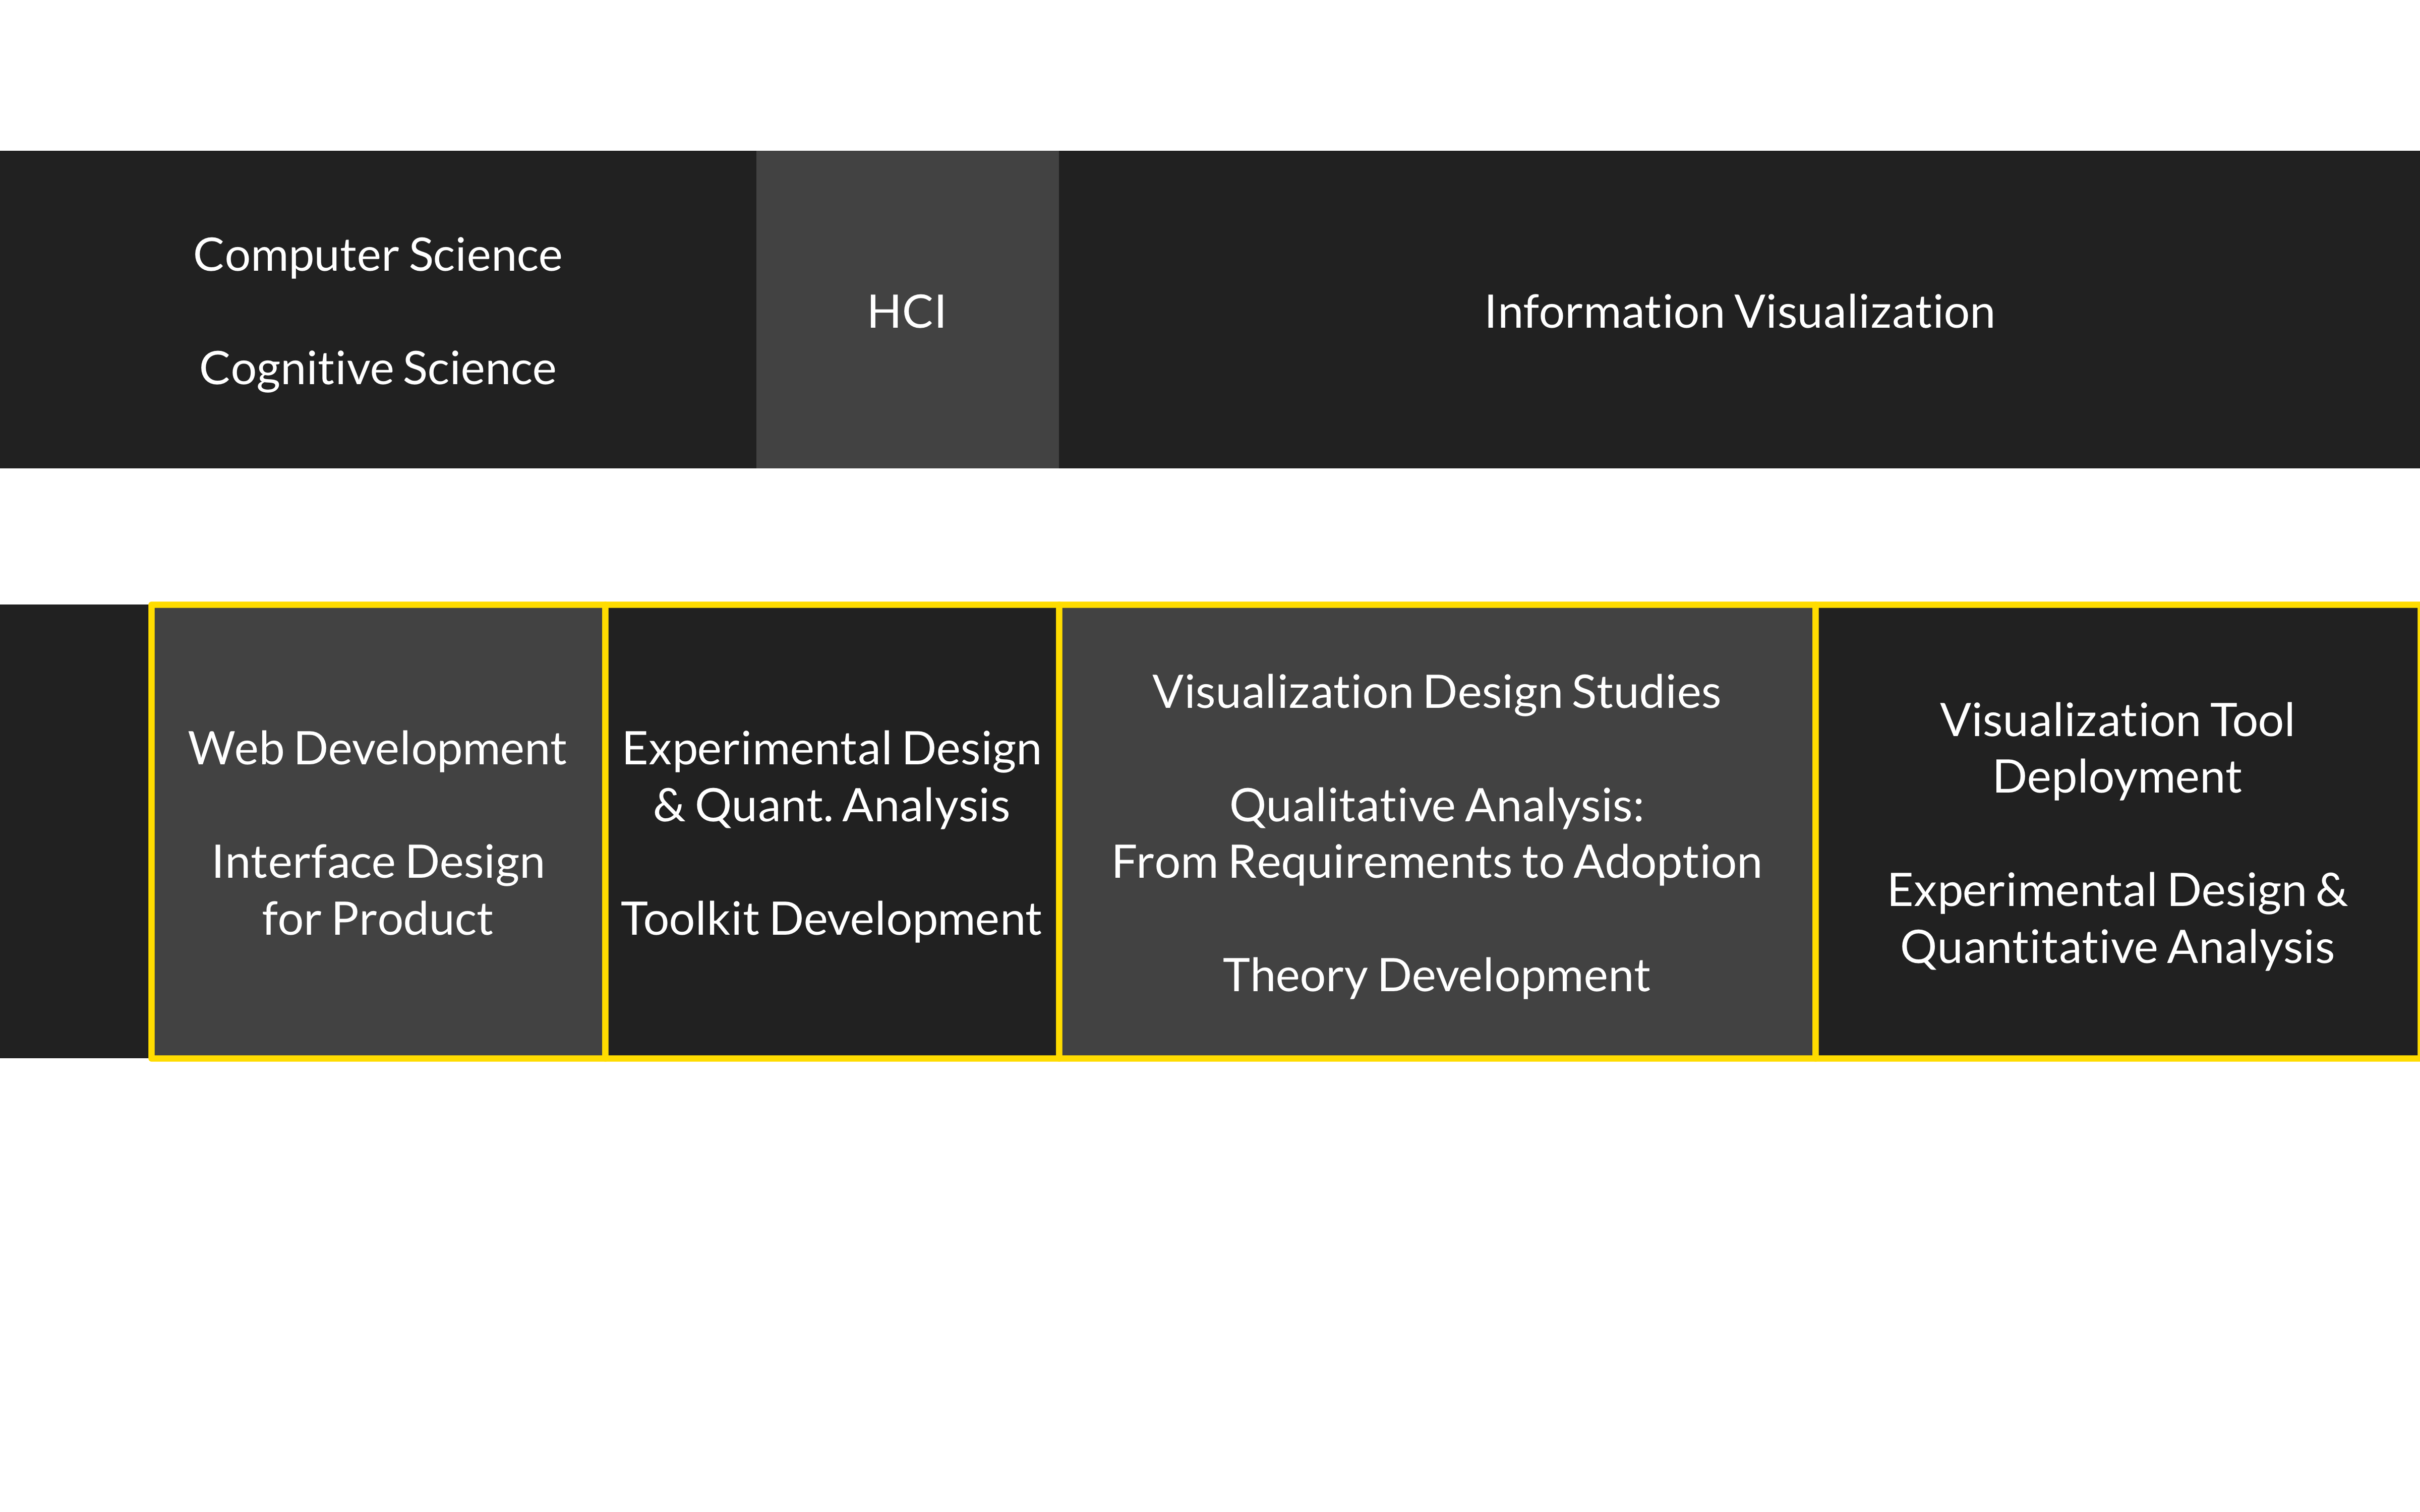 Computer Science
Cognitive Science
HCI
Information Visualization
Web Development
Interface Design
for Product
Experimental Design
& Quant. Analysis
Toolkit Development
Visualization Design Studies
Qualitative Analysis:
From Requirements to Adoption
Theory Development
Visualization Tool
Deployment
Experimental Design &
Quantitative Analysis